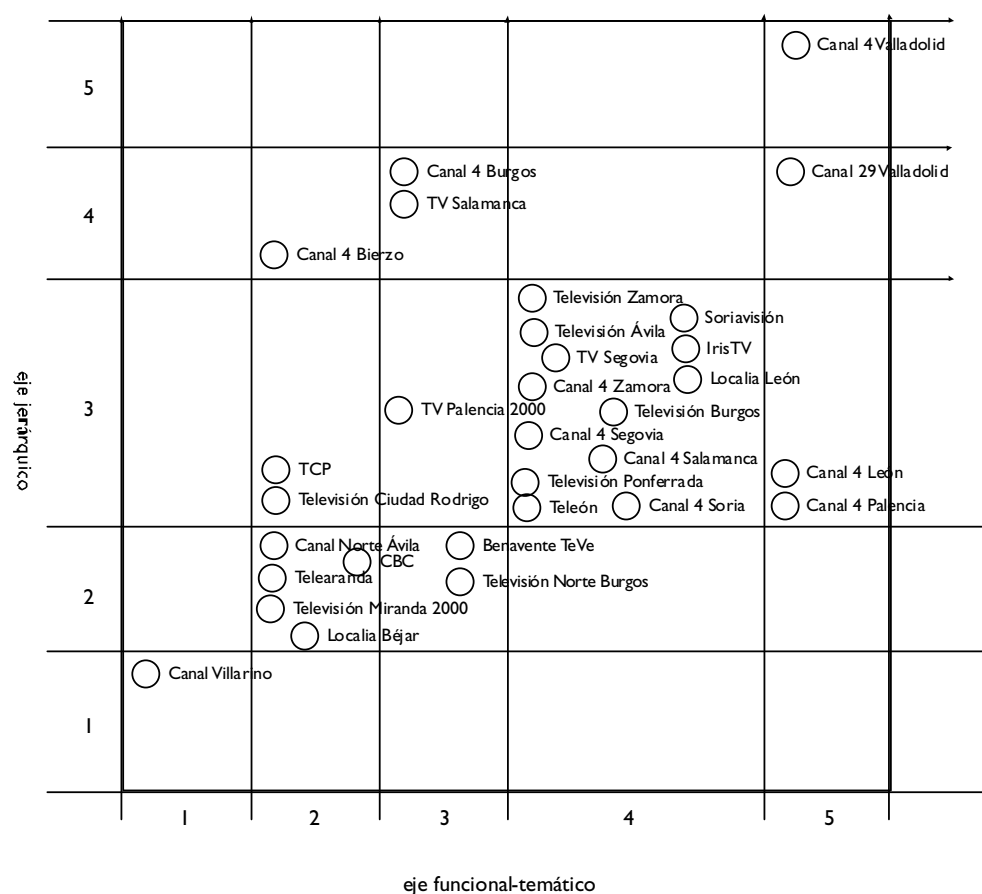 Canal 4 Valladolid
5
Canal 4 Burgos
Canal 29 Valladolid
TV Salamanca
4
Canal 4 Bierzo
Televisión Zamora
Soriavisión
Televisión Ávila
IrisTV
TV Segovia
Localia León
Canal 4 Zamora
eje jerárquico
3
TV Palencia 2000
Televisión Burgos
Canal 4 Segovia
Canal 4 Salamanca
TCP
Canal 4 León
Televisión Ponferrada
Televisión Ciudad Rodrigo
Teleón
Canal 4 Soria
Canal 4 Palencia
Canal Norte Ávila
Benavente TeVe
CBC
Telearanda
Televisión Norte Burgos
2
Televisión Miranda 2000
Localia Béjar
Canal Villarino
1
1 2 3 4 5
eje funcional-temático